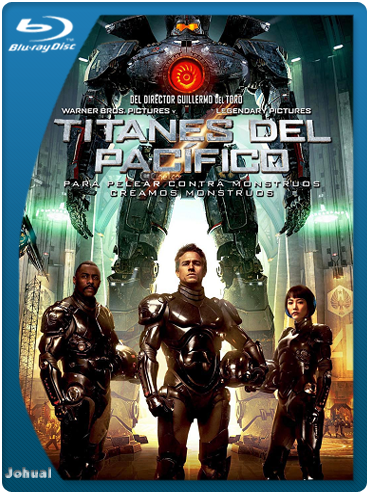 Blu-ray Disc
DEL DIRECTOR GUILLERMO DEL TORO
WARNER BROS. PICTURES Y LEGENDARY PICTURES
TITANES DEL
PACÍFICO
PARA PELEAR CONTRA MONSTRUOS
CREAMOS MONSTRUOS
Johual